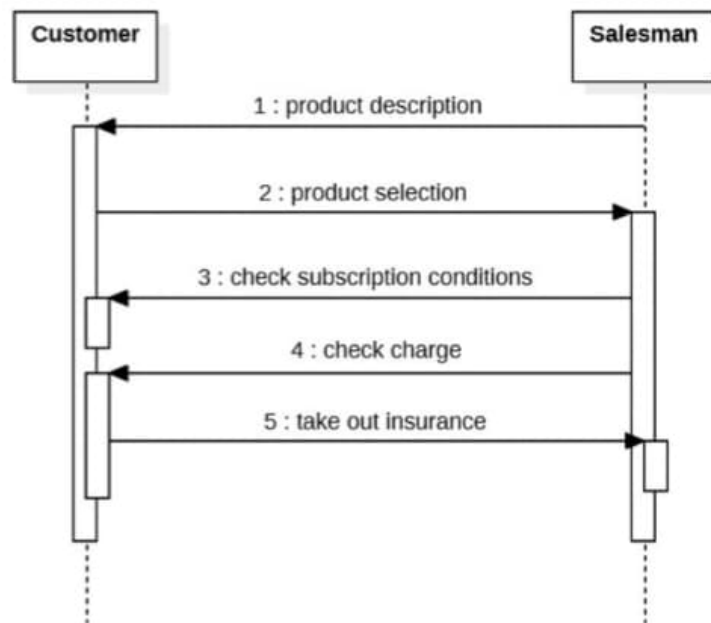 Customer
Salesman
1 : product description
2 : product selection
3 : check subscription conditions
4 : check charge
5 : take out insurance